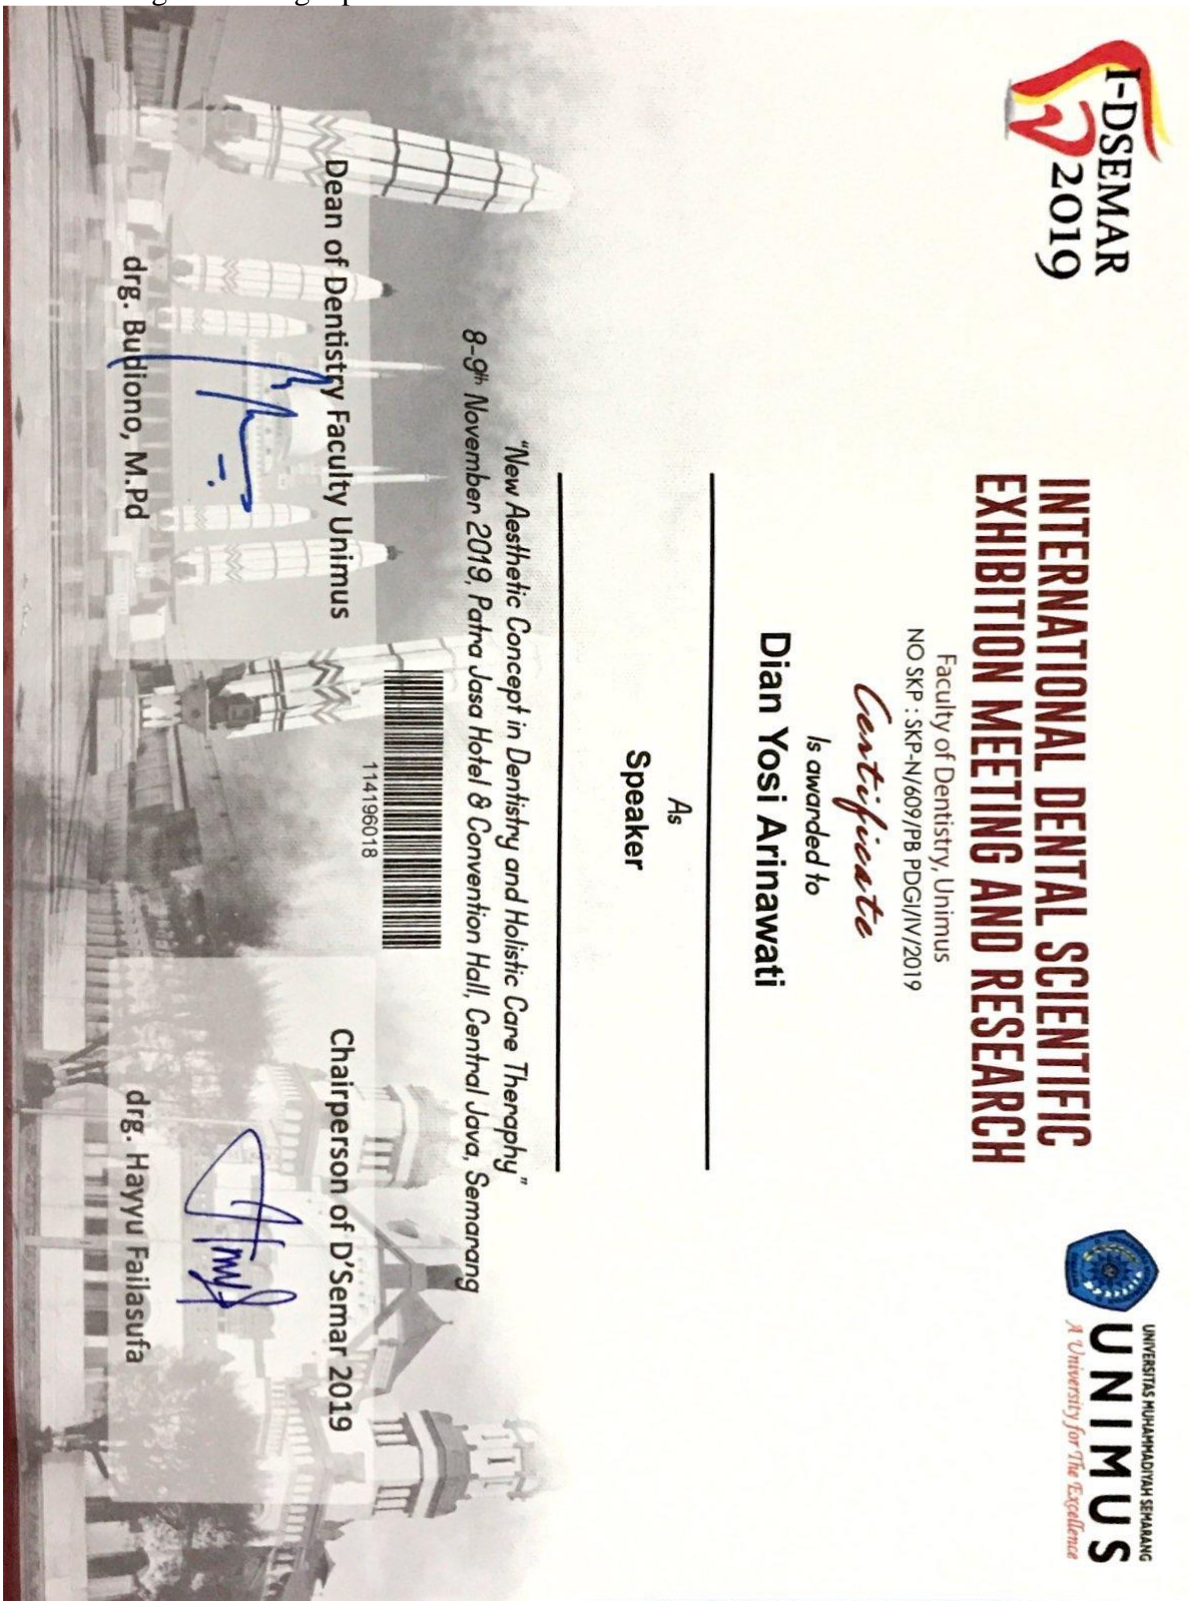 I-DSEMAR
2019
UNIVERSITAS MUHAMMADIYAH SEMARANG
UNIMUS
A University for The Excellence
INTERNATIONAL DENTAL SCIENTIFIC
EXHIBITION MEETING AND RESEARCH
Faculty of Dentistry, Unimus
NO SKP : SKP-N/609/PB PDGI/IV/2019
Certificate
Is awarded to
Dian Yosi Arinawati
As
Speaker
"New Aesthetic Concept in Dentistry and Holistic Care Theraphy"
8-9th November 2019, Patra Jasa Hotel & Convention Hall, Central Java, Semarang
114196018
Dean of Dentistry Faculty Unimus
drg. Budiono, M.Pd
Chairperson of D'Semar 2019
drg. Hayyu Failasufa